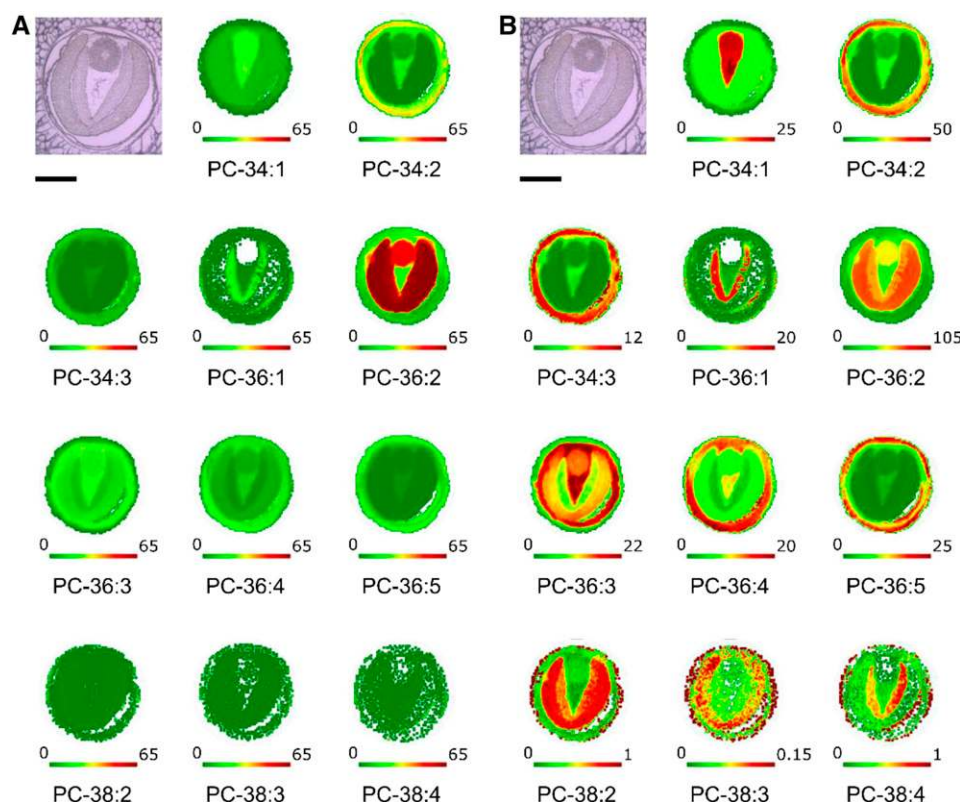 A B
0 65 0 65 0 25 0 50
PC-34:1 PC-34:2 PC-34:1 PC-34:2
0 65 0 65 0 65 0 12 0 20 0 105
PC-34:3 PC-36:1 PC-36:2 PC-34:3 PC-36:1 PC-36:2
0 65 0 65 0 65 0 22 0 20 0 25
PC-36:3 PC-36:4 PC-36:5 PC-36:3 PC-36:4 PC-36:5
0 65 0 65 0 65 0 1 0 0.15 0 1
PC-38:2 PC-38:3 PC-38:4 PC-38:2 PC-38:3 PC-38:4